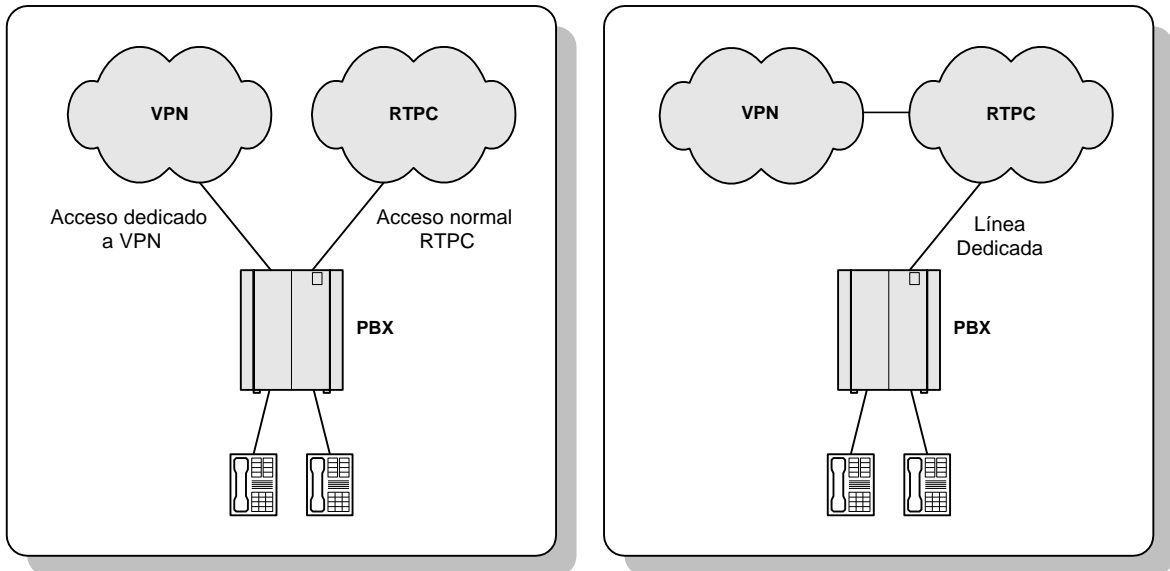 VPN
RTPC
Acceso dedicado
a VPN
Acceso normal
RTPC
PBX
VPN
RTPC
Línea
Dedicada
PBX